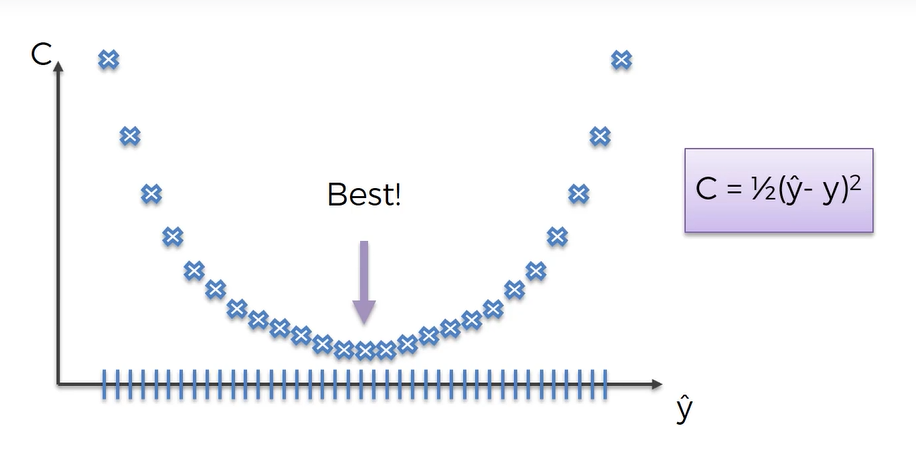 C
Best!
C = ½(ŷ- y)²
ŷ